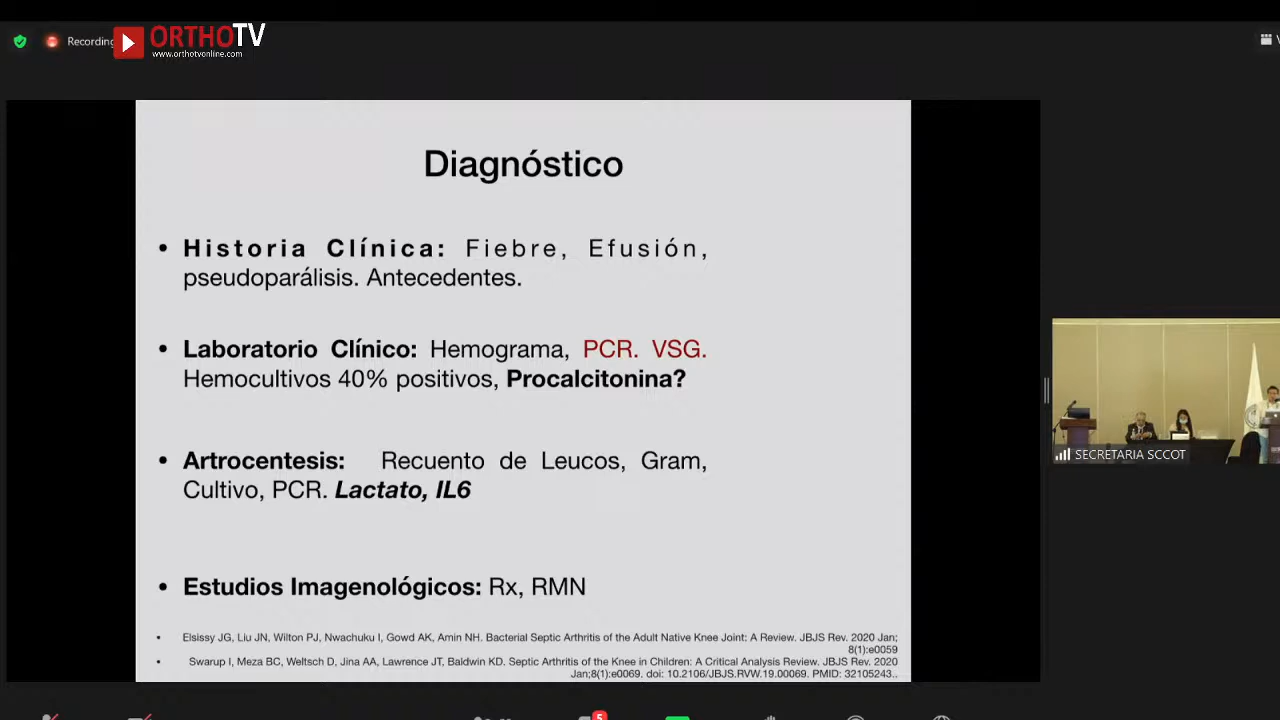 Recording
ORTHOTV
www.orthotvonline.com
Diagnóstico
• Historia Clínica: Fiebre, Efusión,
pseudoparálisis. Antecedentes.
• Laboratorio Clínico: Hemograma, PCR. VSG.
Hemocultivos 40% positivos, Procalcitonina?
• Artrocentesis: Recuento de Leucos, Gram,
Cultivo, PCR. Lactato, IL6
• Estudios Imagenológicos: Rx, RMN
• Elsissy JG, Liu JN, Wilton PJ, Nwachuku I, Gowd AK, Amin NH. Bacterial Septic Arthritis of the Adult Native Knee Joint: A Review. JBJS Rev. 2020 Jan;
8(1):e0059
• Swarup I, Meza BC, Weltsch D, Jina AA, Lawrence JT, Baldwin KD. Septic Arthritis of the Knee in Children: A Critical Analysis Review. JBJS Rev. 2020
Jan;8(1):e0069. doi: 10.2106/JBJS.RVW.19.00069. PMID: 32105243..
SECRETARIA SCCOT
5